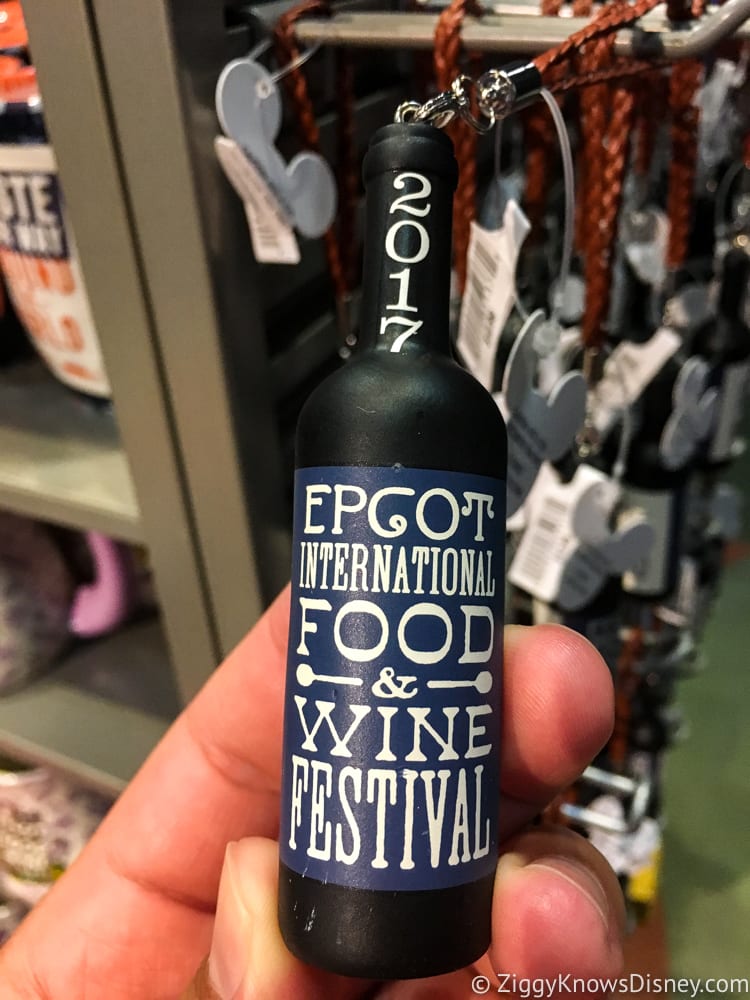 2017
EPCOT
INTERNATIONAL
FOOD
&
WINE
FESTIVAL
© ZiggyKnowsDisney.com